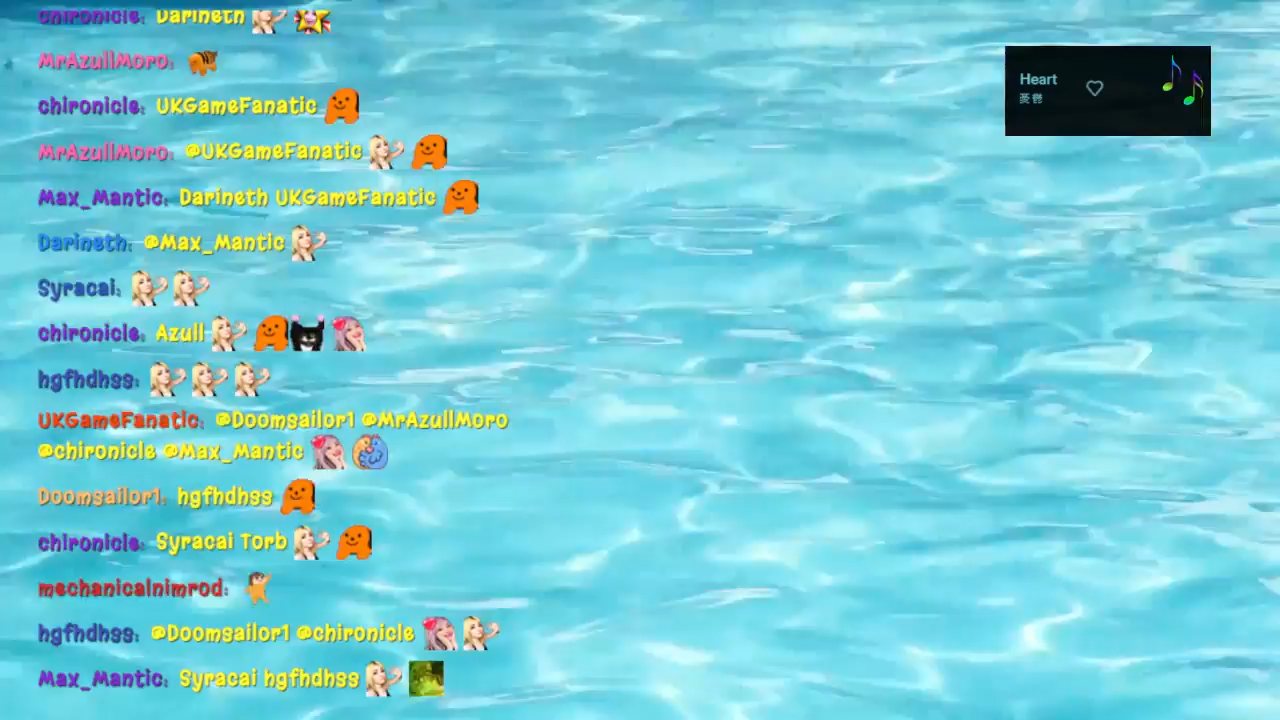 chironicle: Darineth
MrAzullMoro:
chironicle: UKGameFanatic
MrAzullMoro: @UKGameFanatic
Max_Mantic: Darineth UKGameFanatic
Darineth: @Max_Mantic
Syracai:
chironicle: Azull
hgfhdhss:
UKGameFanatic: @Doomsailor1 @MrAzullMoro
@chironicle @Max_Mantic
Doomsailor1: hgfhdhss
chironicle: Syracai Torb
mechanicalnimrod:
hgfhdhss: @Doomsailor1 @chironicle
Max_Mantic: Syracai hgfhdhss
Heart